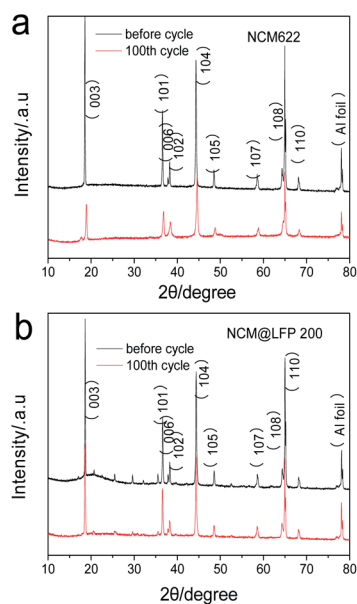 a
before cycle
100th cycle
NCM622
(003)
(101)
(006)
(102)
(104)
(105)
(107)
(108)
(110)
(Al foil)
Intensity/.a.u
10 20 30 40 50 60 70 80
2θ/degree
b
before cycle
100th cycle
NCM@LFP 200
(003)
(101)
(006)
(102)
(104)
(105)
(107)
(108)
(110)
(Al foil)
Intensity/.a.u
10 20 30 40 50 60 70 80
2θ/degree